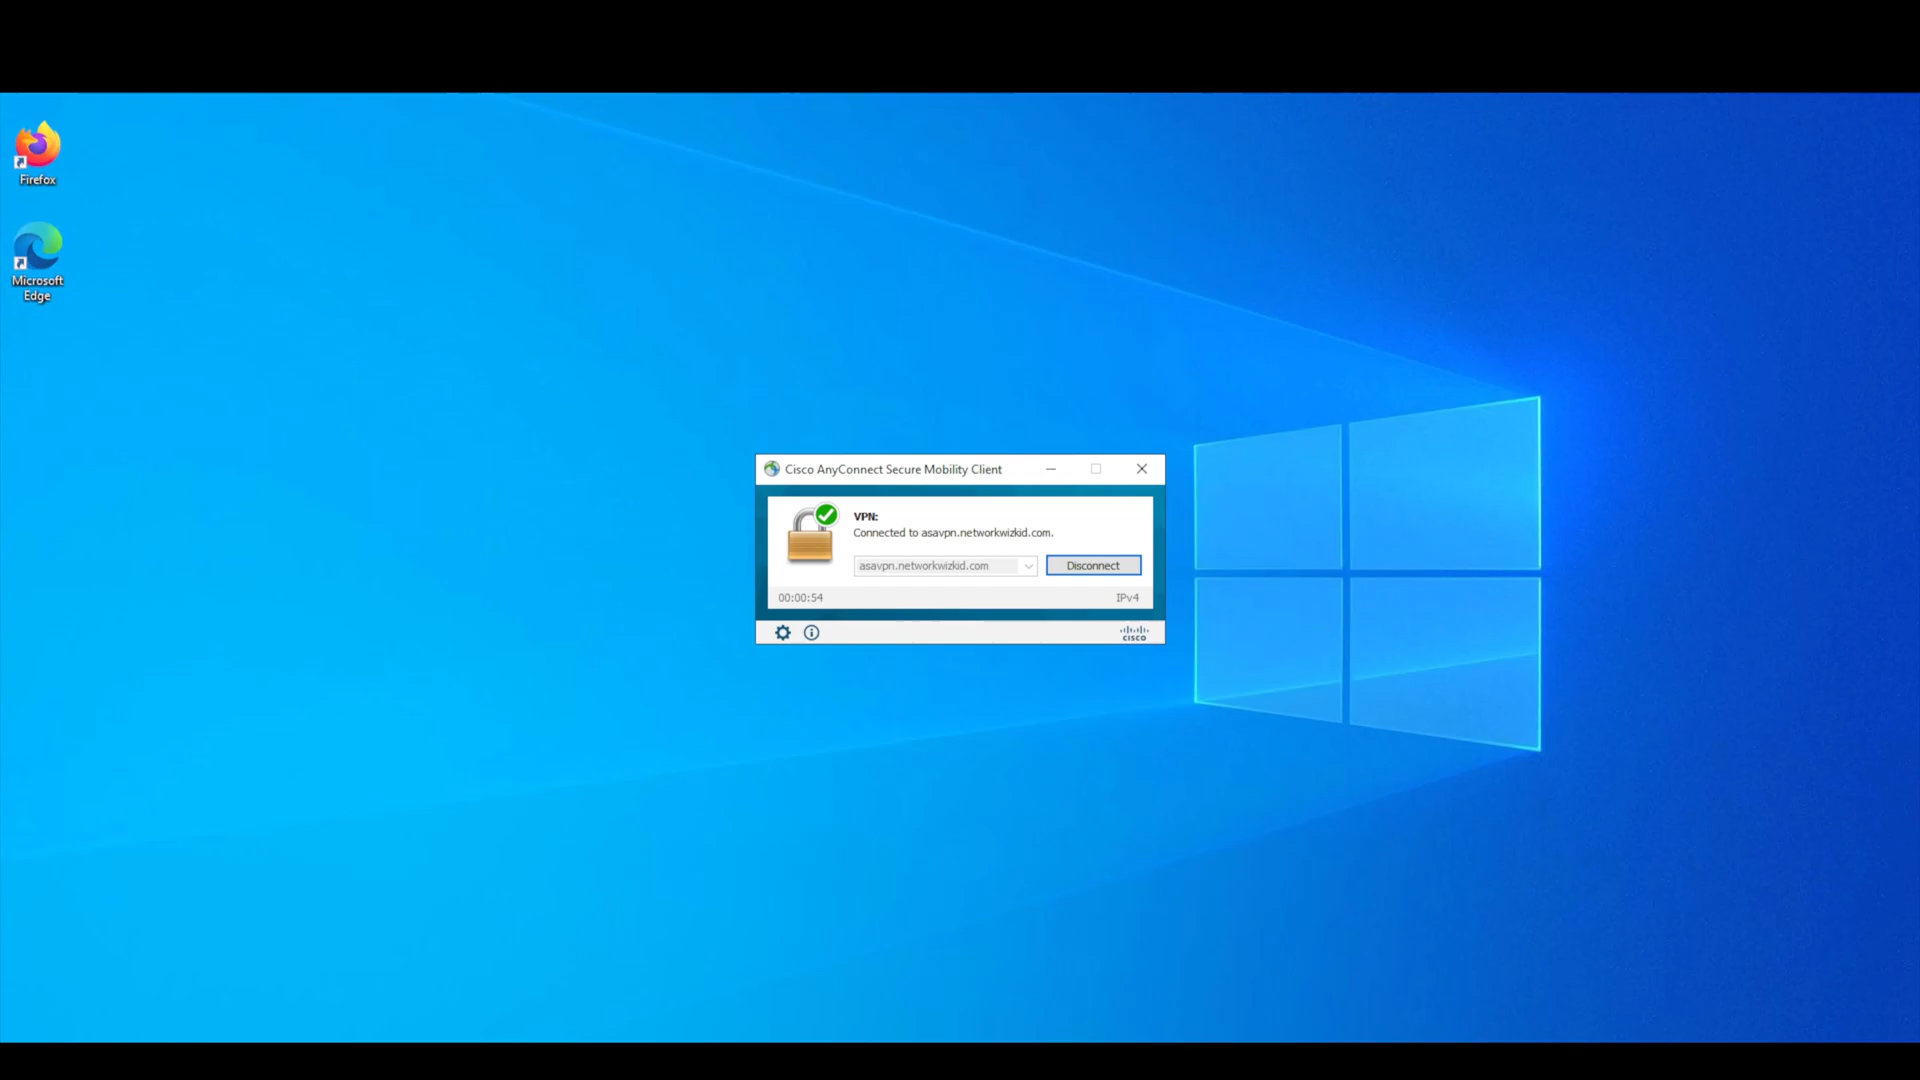 Firefox
Microsoft
Edge
Cisco AnyConnect Secure Mobility Client
VPN:
Connected to asavpn.networkwizkid.com.
asavpn.networkwizkid.com
Disconnect
00:00:54
IPv4
cisco